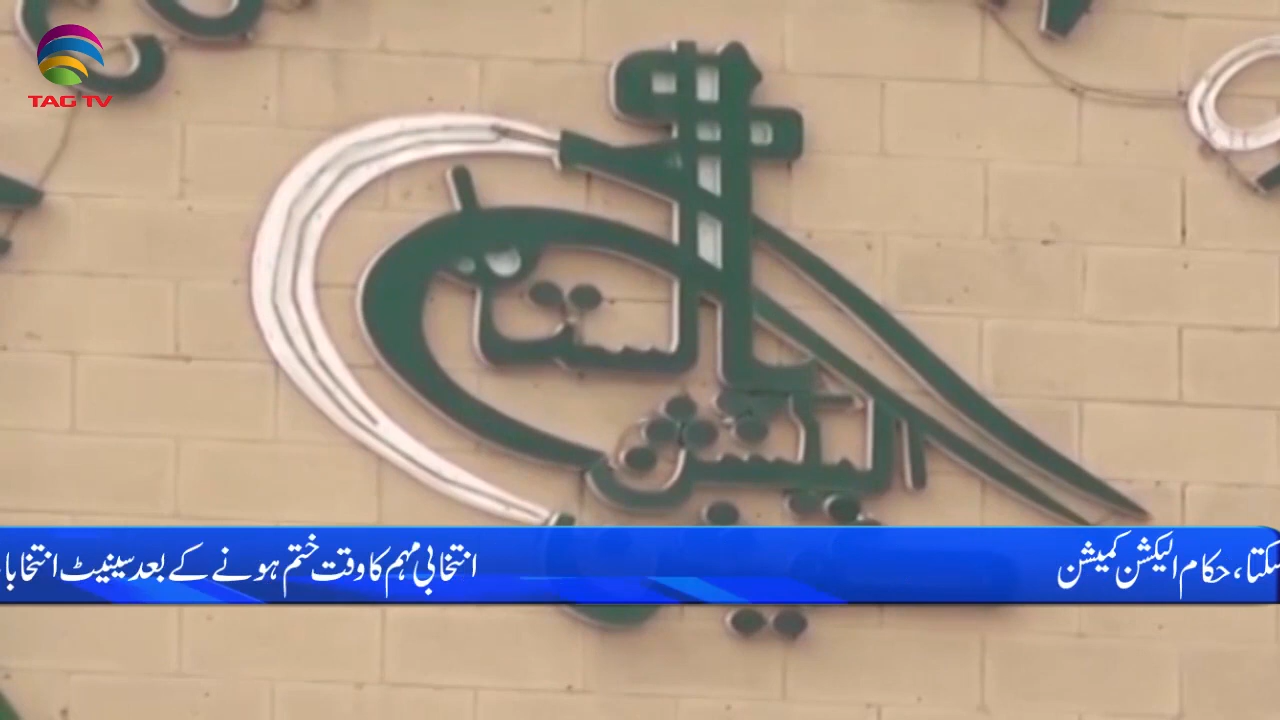 TAG TV
الیکشن
سکتا، حکام الیکشن کمیشن
انتخابی مہم کا وقت ختم ہونے کے بعد سینیٹ انتخابا